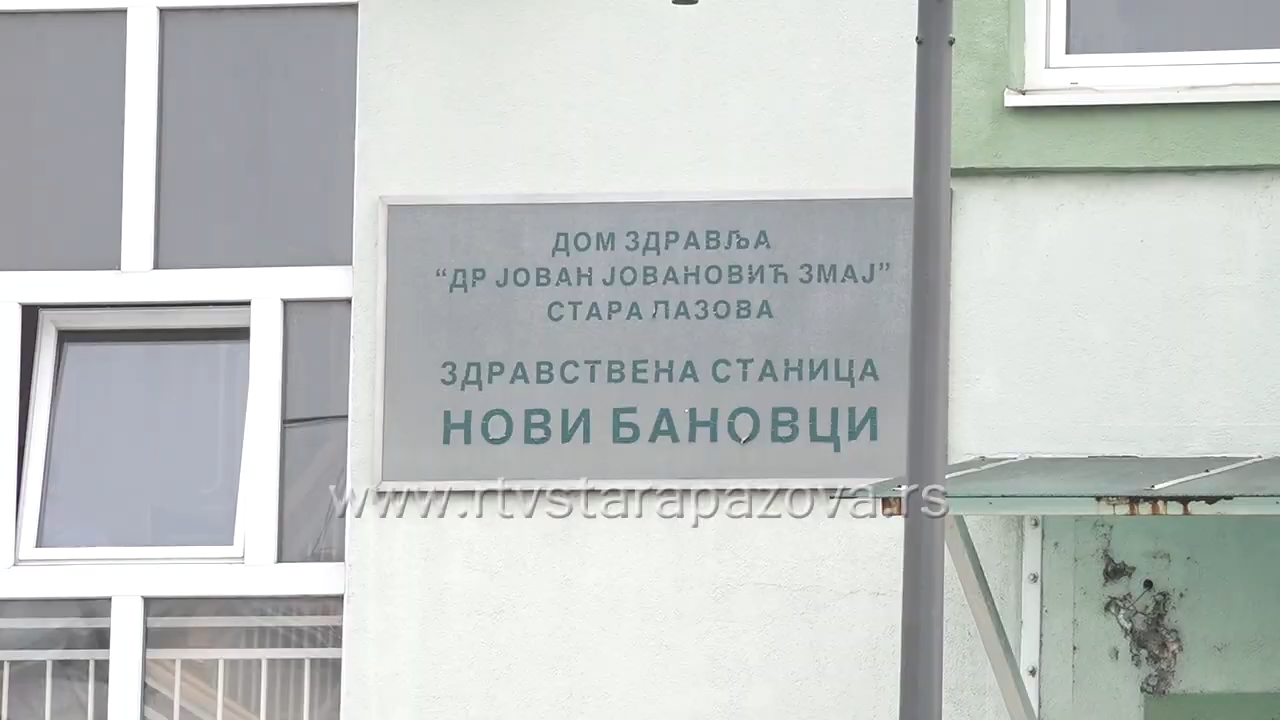 ДОМ ЗДРАВЉА
“ДР ЈОВАН ЈОВАНОВИЋ ЗМАЈ”
СТАРА ПАЗОВА
ЗДРАВСТВЕНА СТАНИЦА
НОВИ БАНОВЦИ
www.rtvstarapazova.rs